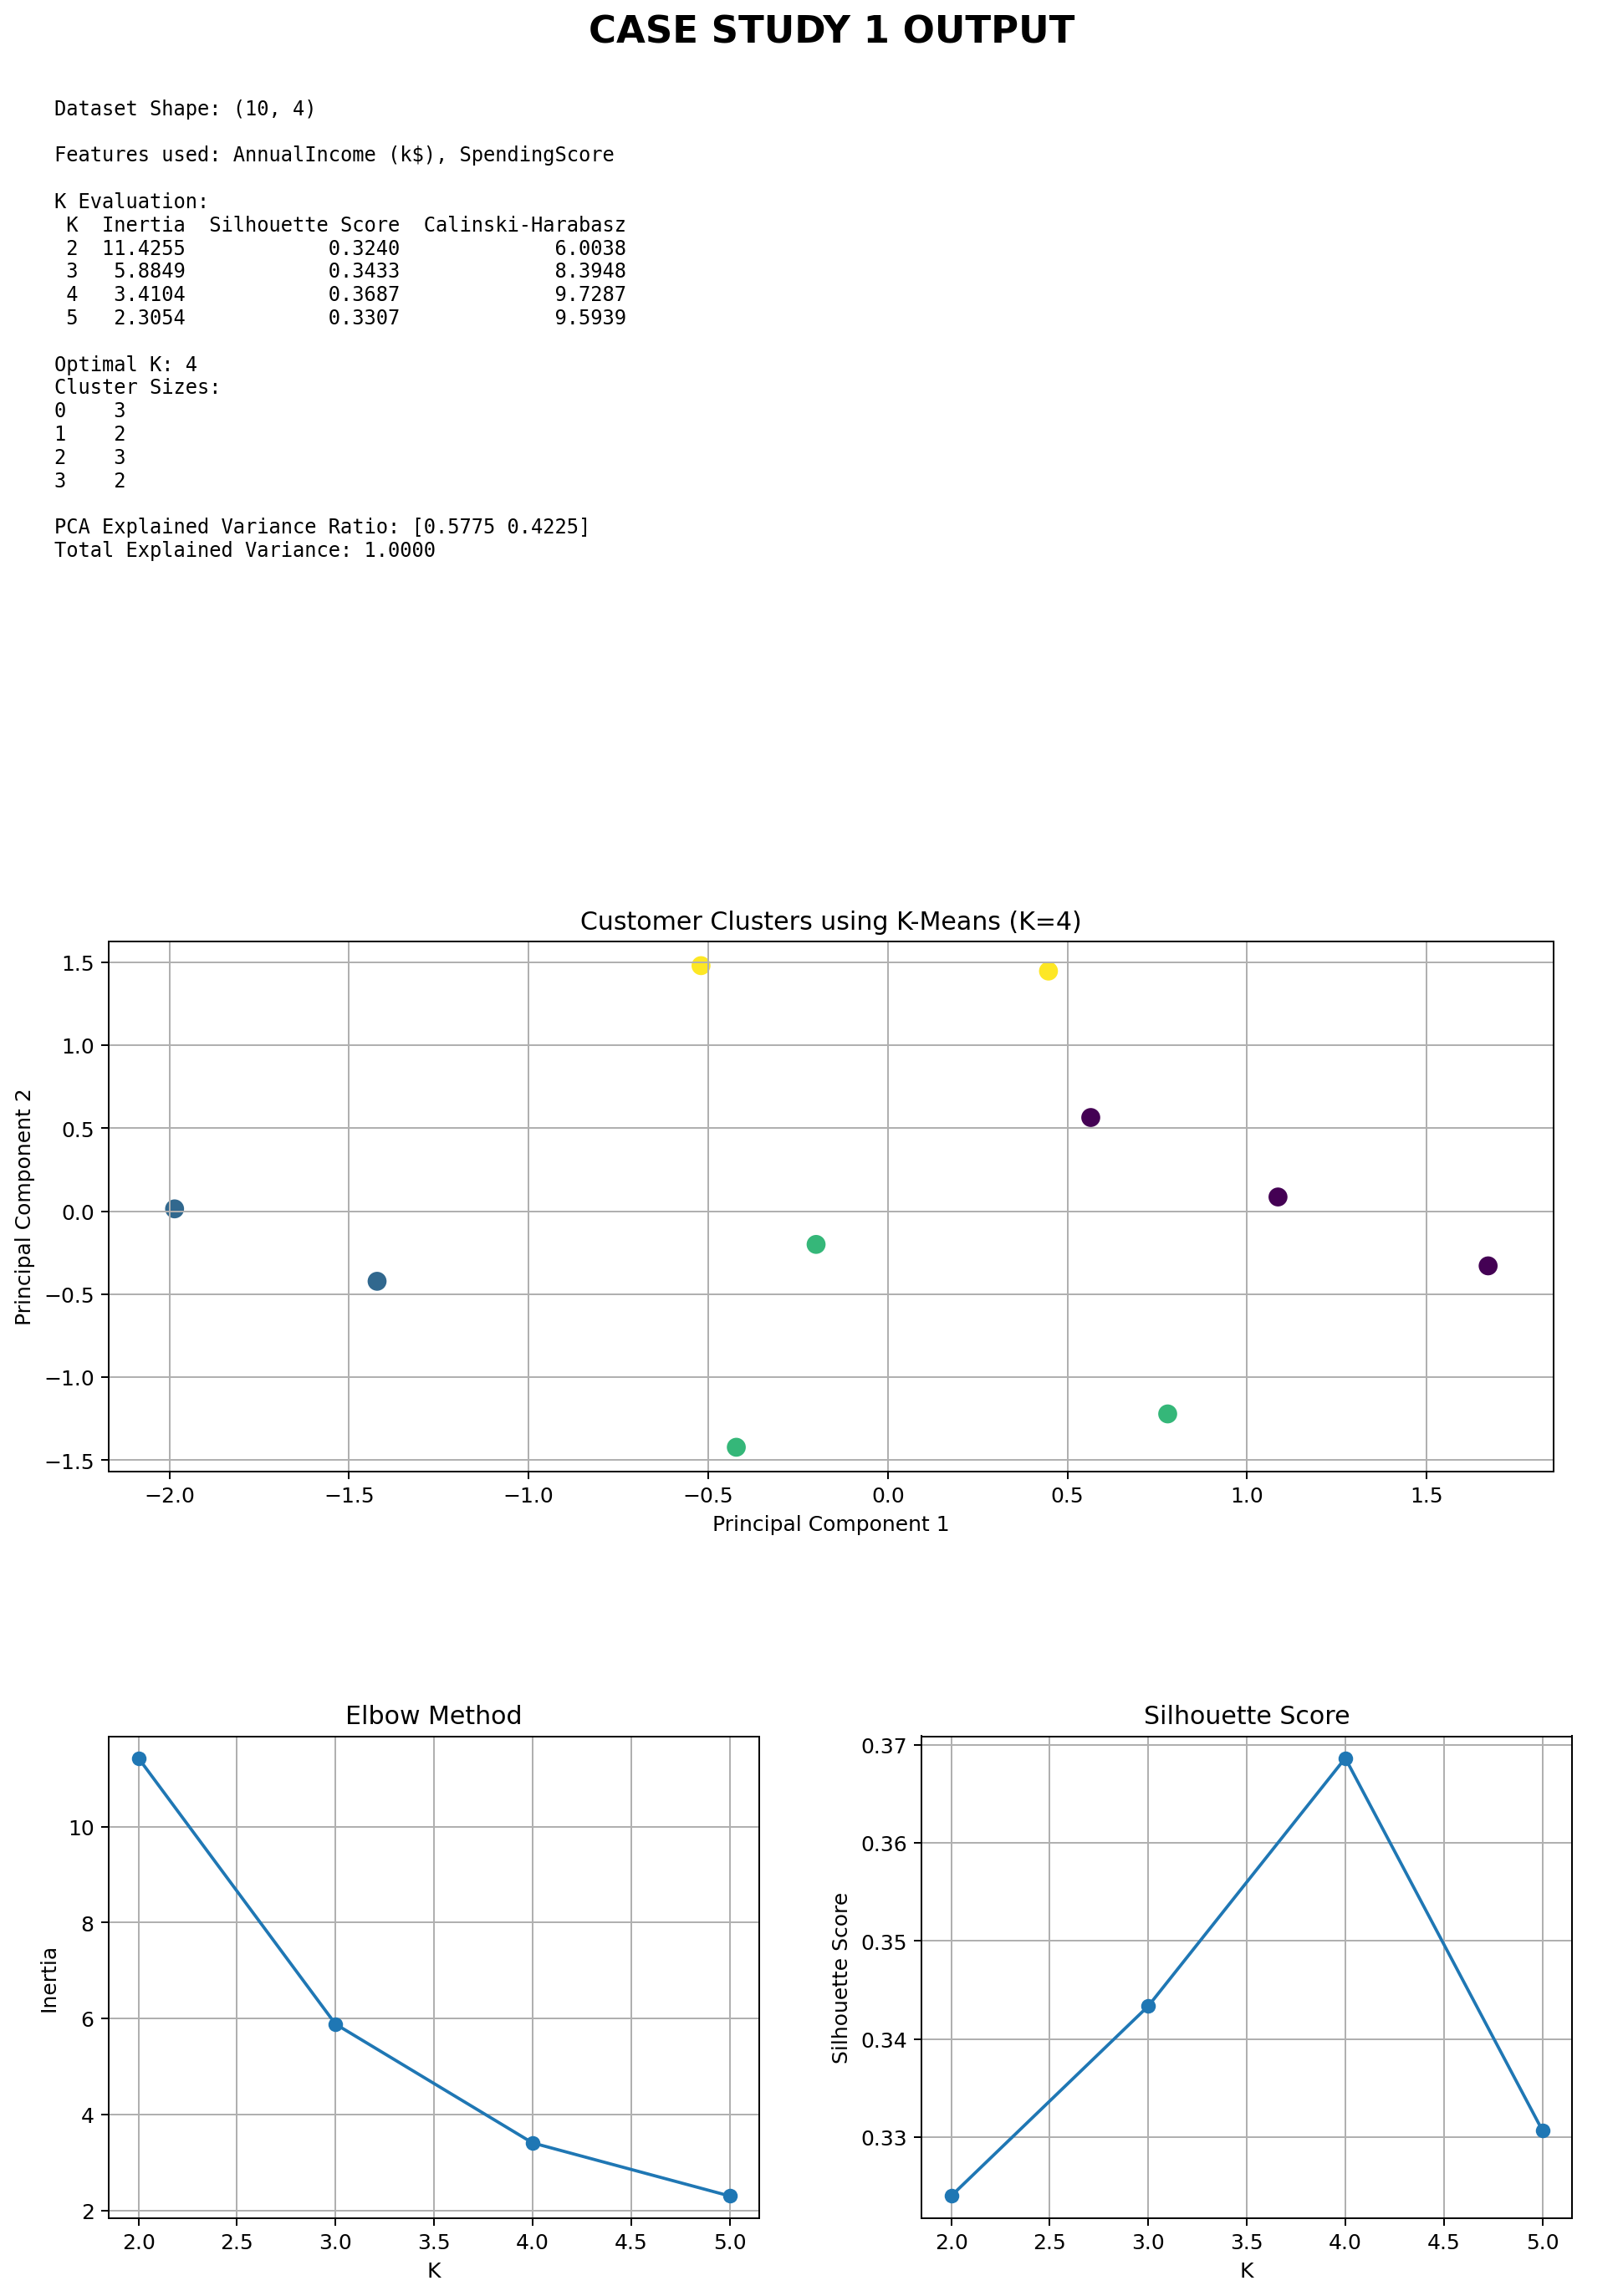 CASE STUDY 1 OUTPUT
Dataset Shape: (10, 4)
Features used: AnnualIncome (k$), SpendingScore
K Evaluation:
K  Inertia  Silhouette Score  Calinski-Harabasz
2  11.4255            0.3240             6.0038
3   5.8849            0.3433             8.3948
4   3.4104            0.3687             9.7287
5   2.3054            0.3307             9.5939
Optimal K: 4
Cluster Sizes:
0    3
1    2
2    3
3    2
PCA Explained Variance Ratio: [0.5775 0.4225]
Total Explained Variance: 1.0000
Customer Clusters using K-Means (K=4)
Principal Component 2
1.5
1.0
0.5
0.0
−0.5
−1.0
−1.5
−2.0 −1.5 −1.0 −0.5 0.0 0.5 1.0 1.5
Principal Component 1
Elbow Method
Inertia
10
8
6
4
2
2.0 2.5 3.0 3.5 4.0 4.5 5.0
K
Silhouette Score
Silhouette Score
0.37
0.36
0.35
0.34
0.33
2.0 2.5 3.0 3.5 4.0 4.5 5.0
K